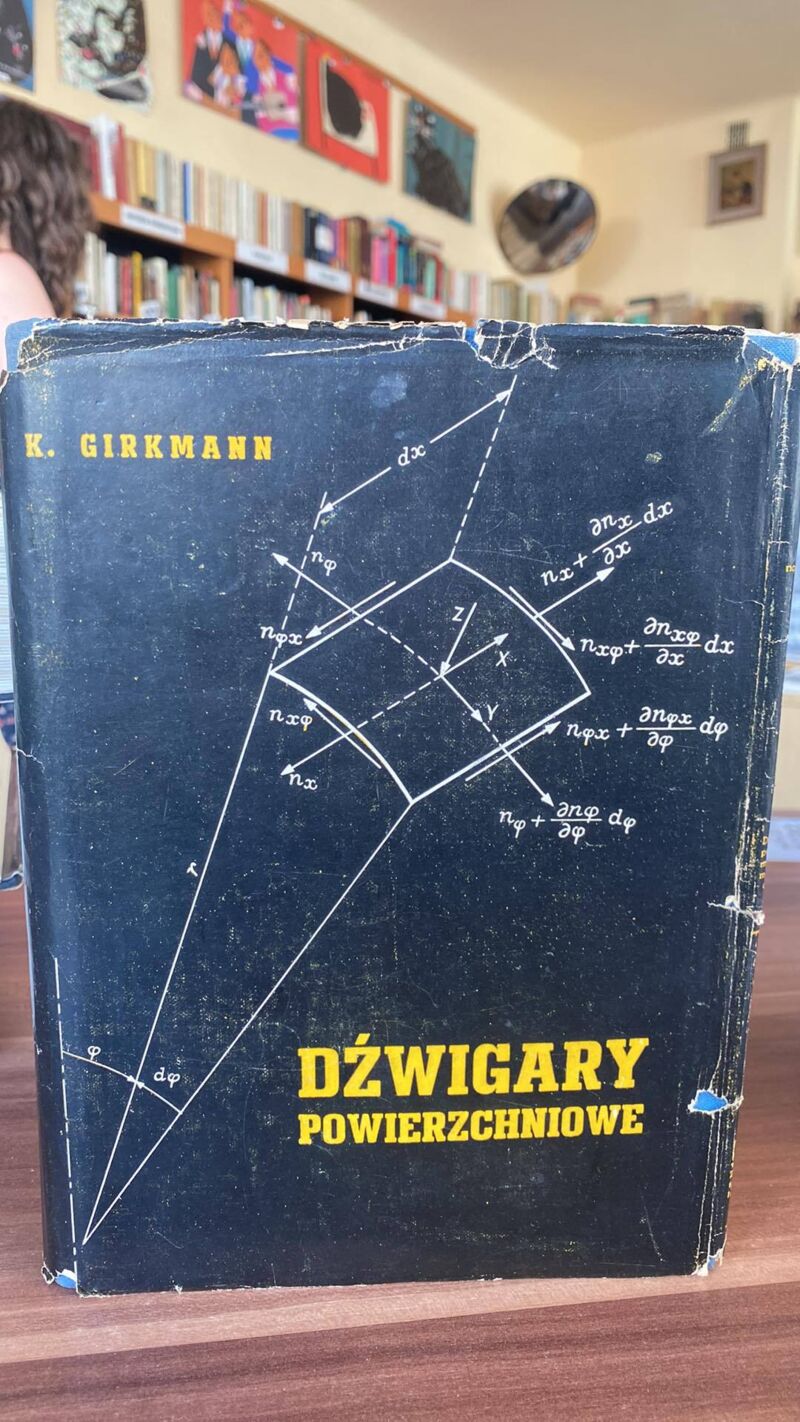 K. GIRKMANN
dx
nφ
nx + ∂nx/∂x dx
nφx
Z
X
nxφ + ∂nxφ/∂x dx
nxφ
Y
nφx + ∂nφx/∂φ dφ
nx
nφ + ∂nφ/∂φ dφ
r
φ
dφ
DŹWIGARY
POWIERZCHNIOWE